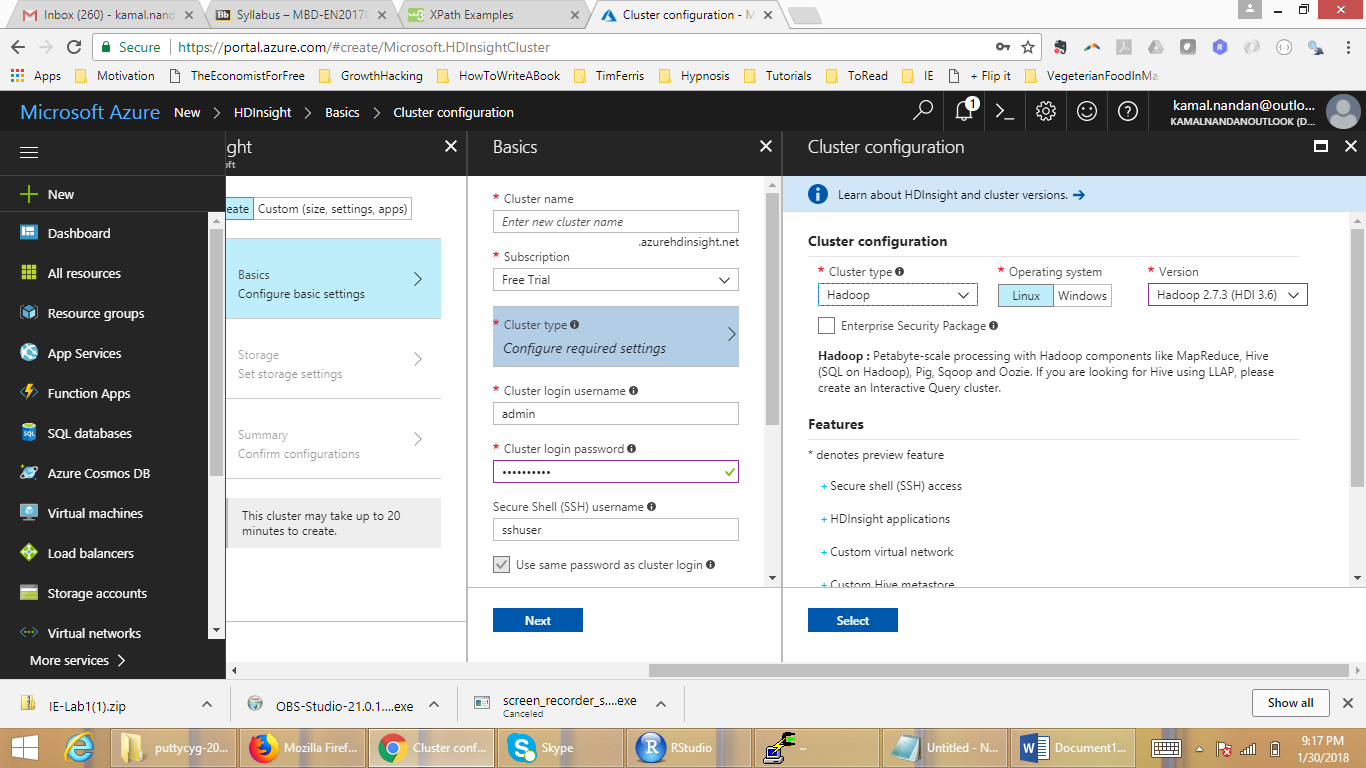 Inbox (260) - kamal.nand
Syllabus – MBD-EN2017
XPath Examples
Cluster configuration - M
Secure
https://portal.azure.com/#create/Microsoft.HDInsightCluster
Apps
Motivation
TheEconomistForFree
GrowthHacking
HowToWriteABook
TimFerris
Hypnosis
Tutorials
ToRead
IE
+ Flip it
VegeterianFoodInMa
Microsoft Azure
New
HDInsight
Basics
Cluster configuration
1
kamal.nandan@outlo...
KAMALNANDANOUTLOOK (D...
New
Dashboard
All resources
Resource groups
App Services
Function Apps
SQL databases
Azure Cosmos DB
Virtual machines
Load balancers
Storage accounts
Virtual networks
More services
ght
oft
eate
Custom (size, settings, apps)
Basics
Configure basic settings
Storage
Set storage settings
Summary
Confirm configurations
This cluster may take up to 20
minutes to create.
Basics
* Cluster name
Enter new cluster name
.azurehdinsight.net
* Subscription
Free Trial
* Cluster type
Configure required settings
* Cluster login username
admin
* Cluster login password
••••••••••
Secure Shell (SSH) username
sshuser
Use same password as cluster login
Next
Cluster configuration
Learn about HDInsight and cluster versions.
Cluster configuration
* Cluster type
* Operating system
* Version
Hadoop
Linux
Windows
Hadoop 2.7.3 (HDI 3.6)
Enterprise Security Package
Hadoop : Petabyte-scale processing with Hadoop components like MapReduce, Hive
(SQL on Hadoop), Pig, Sqoop and Oozie. If you are looking for Hive using LLAP, please
create an Interactive Query cluster.
Features
* denotes preview feature
+ Secure shell (SSH) access
+ HDInsight applications
+ Custom virtual network
+ Custom Hive metastore
Select
IE-Lab1(1).zip
OBS-Studio-21.0.1....exe
screen_recorder_s....exe
Canceled
Show all
puttycyg-20...
Mozilla Firef...
Cluster conf...
Skype
RStudio
~
Untitled - N...
Document1...
9:17 PM
1/30/2018